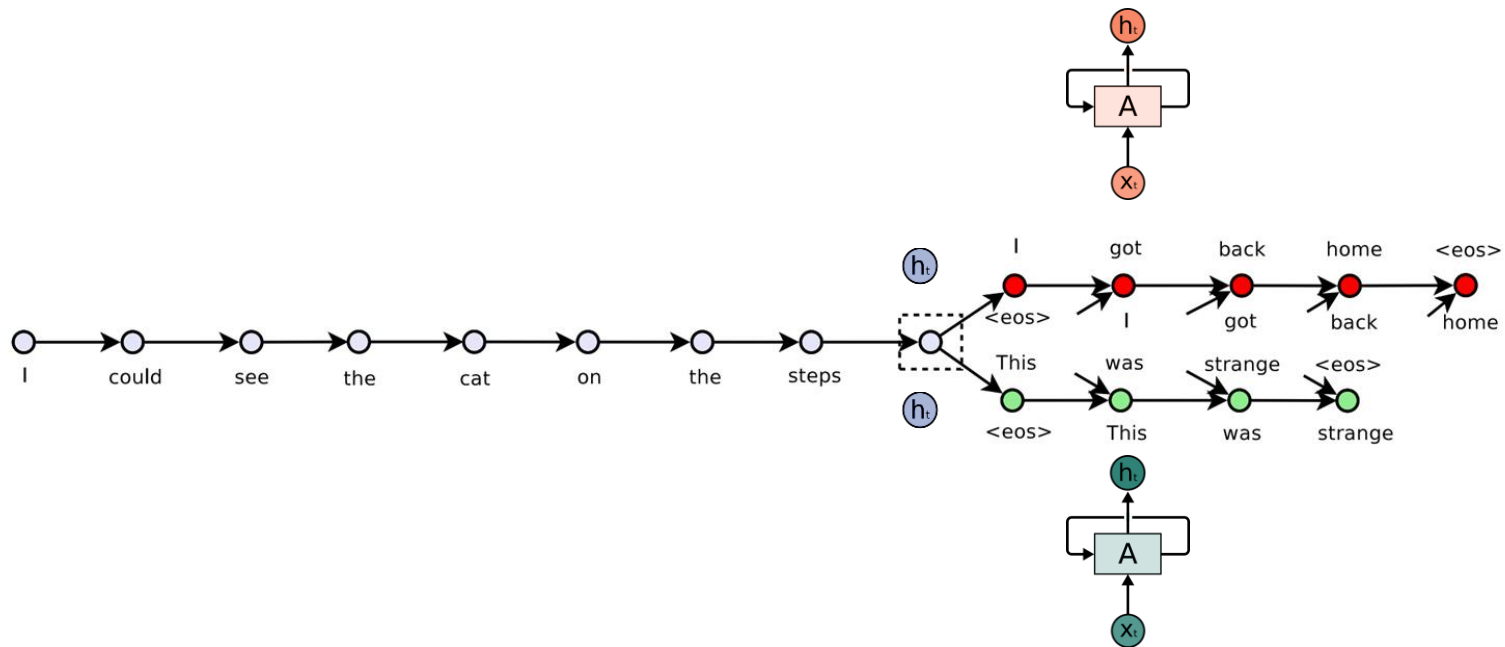 hₜ
A
xₜ
I got back home <eos>
hₜ
<eos> I got back home
I could see the cat on the steps
This was strange <eos>
hₜ
<eos> This was strange
hₜ
A
xₜ